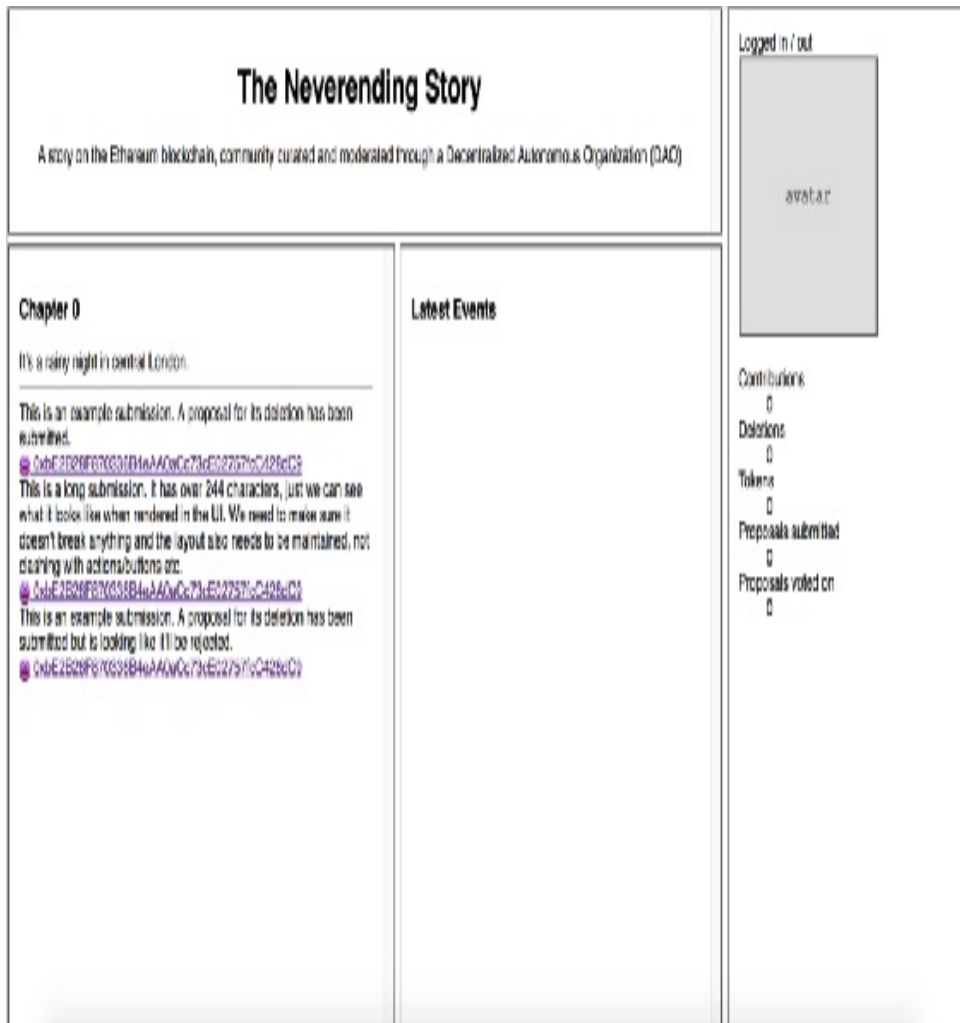 The Neverending Story
A story on the Ethereum blockchain, community curated and moderated through a Decentralized Autonomous Organization (DAO)
Chapter 0
It's a rainy night in central London.
This is an example submission. A proposal for its deletion has been
submitted.
This is a long submission. It has over 244 characters, just we can see
what it looks like when rendered in the UI. We need to make sure it
doesn't break anything and the layout also needs to be maintained, not
clashing with actions/buttons etc.
This is an example submission. A proposal for its deletion has been
submitted but is looking like it'll be rejected.
Latest Events
Logged in / out
avatar
Contributions
0
Deletions
0
Tokens
0
Proposals submitted
0
Proposals voted on
0